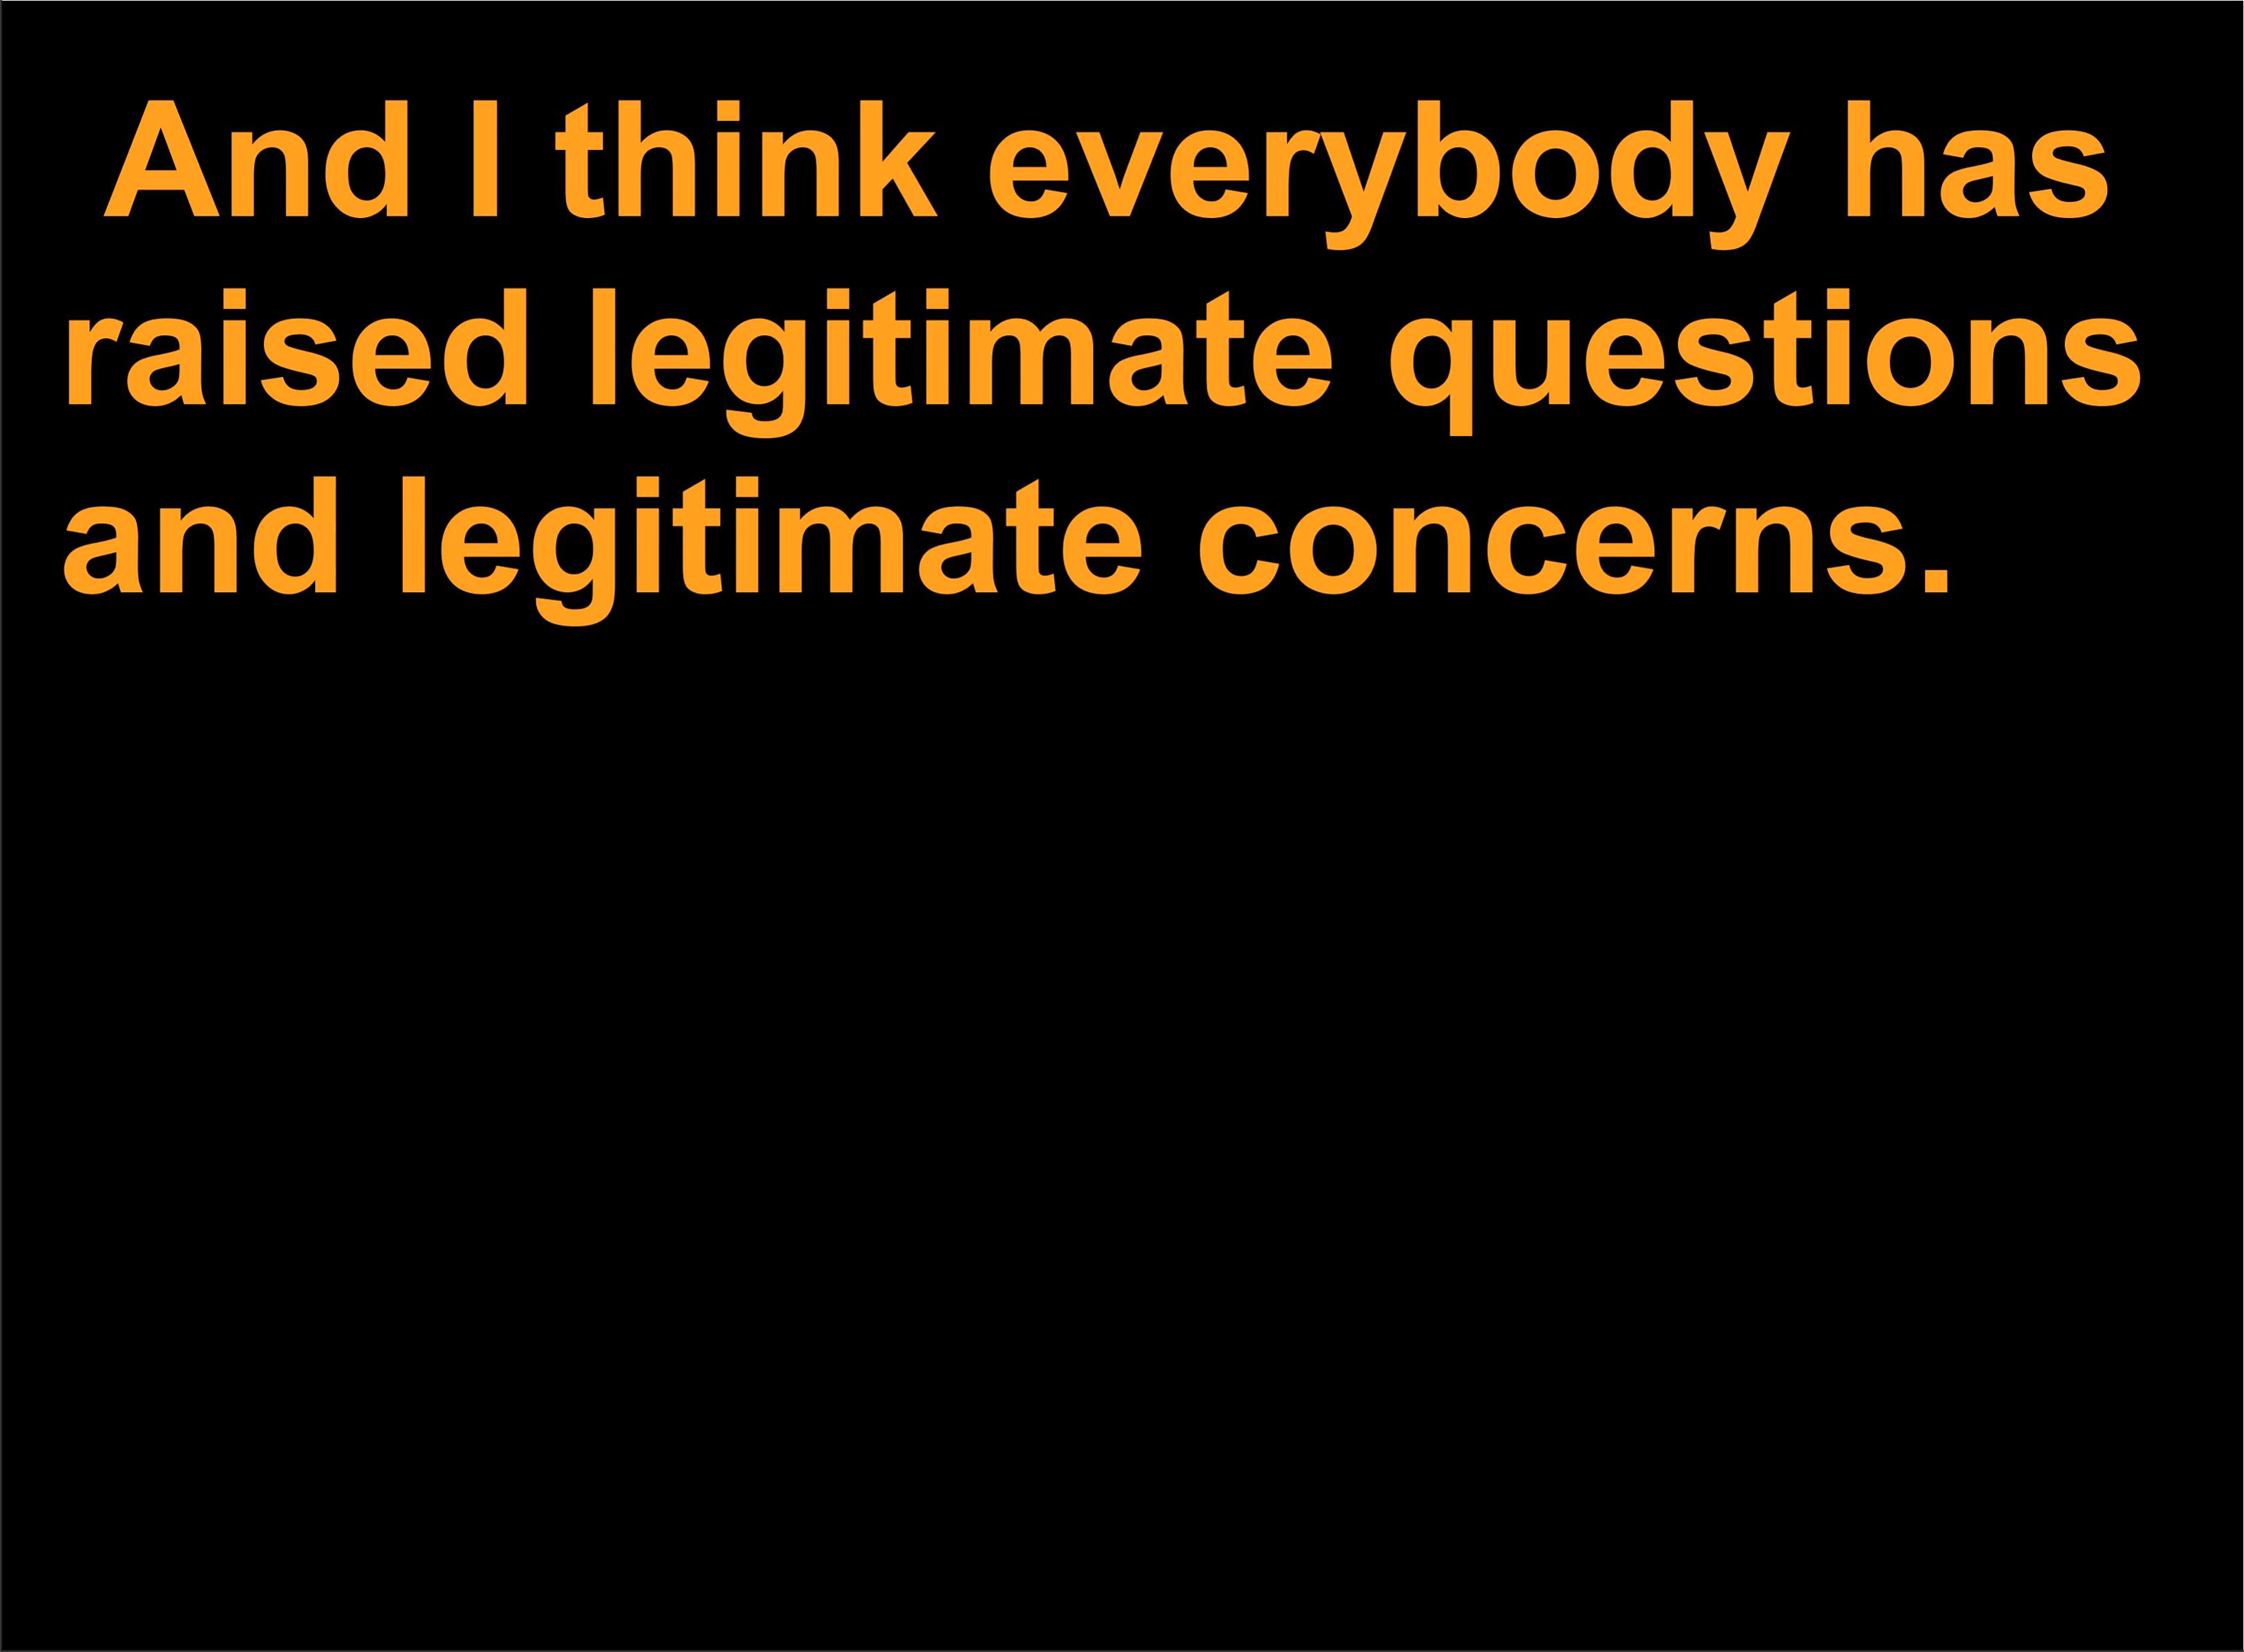 And I think everybody has
raised legitimate questions
and legitimate concerns.